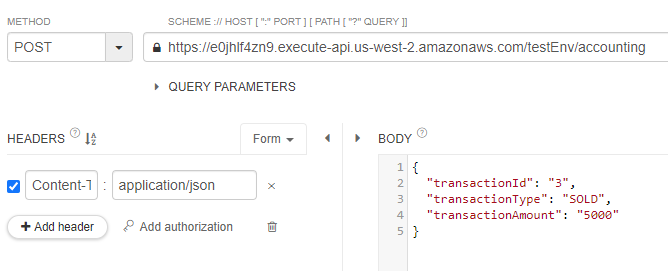 METHOD
SCHEME :// HOST [ ":" PORT ] [ PATH [ "?" QUERY ]]
POST
https://e0jhlf4zn9.execute-api.us-west-2.amazonaws.com/testEnv/accounting
QUERY PARAMETERS
HEADERS ?
Form
BODY ?
Content-T : application/json ×
+ Add header
Add authorization
1 {
2 "transactionId": "3",
3 "transactionType": "SOLD",
4 "transactionAmount": "5000"
5 }